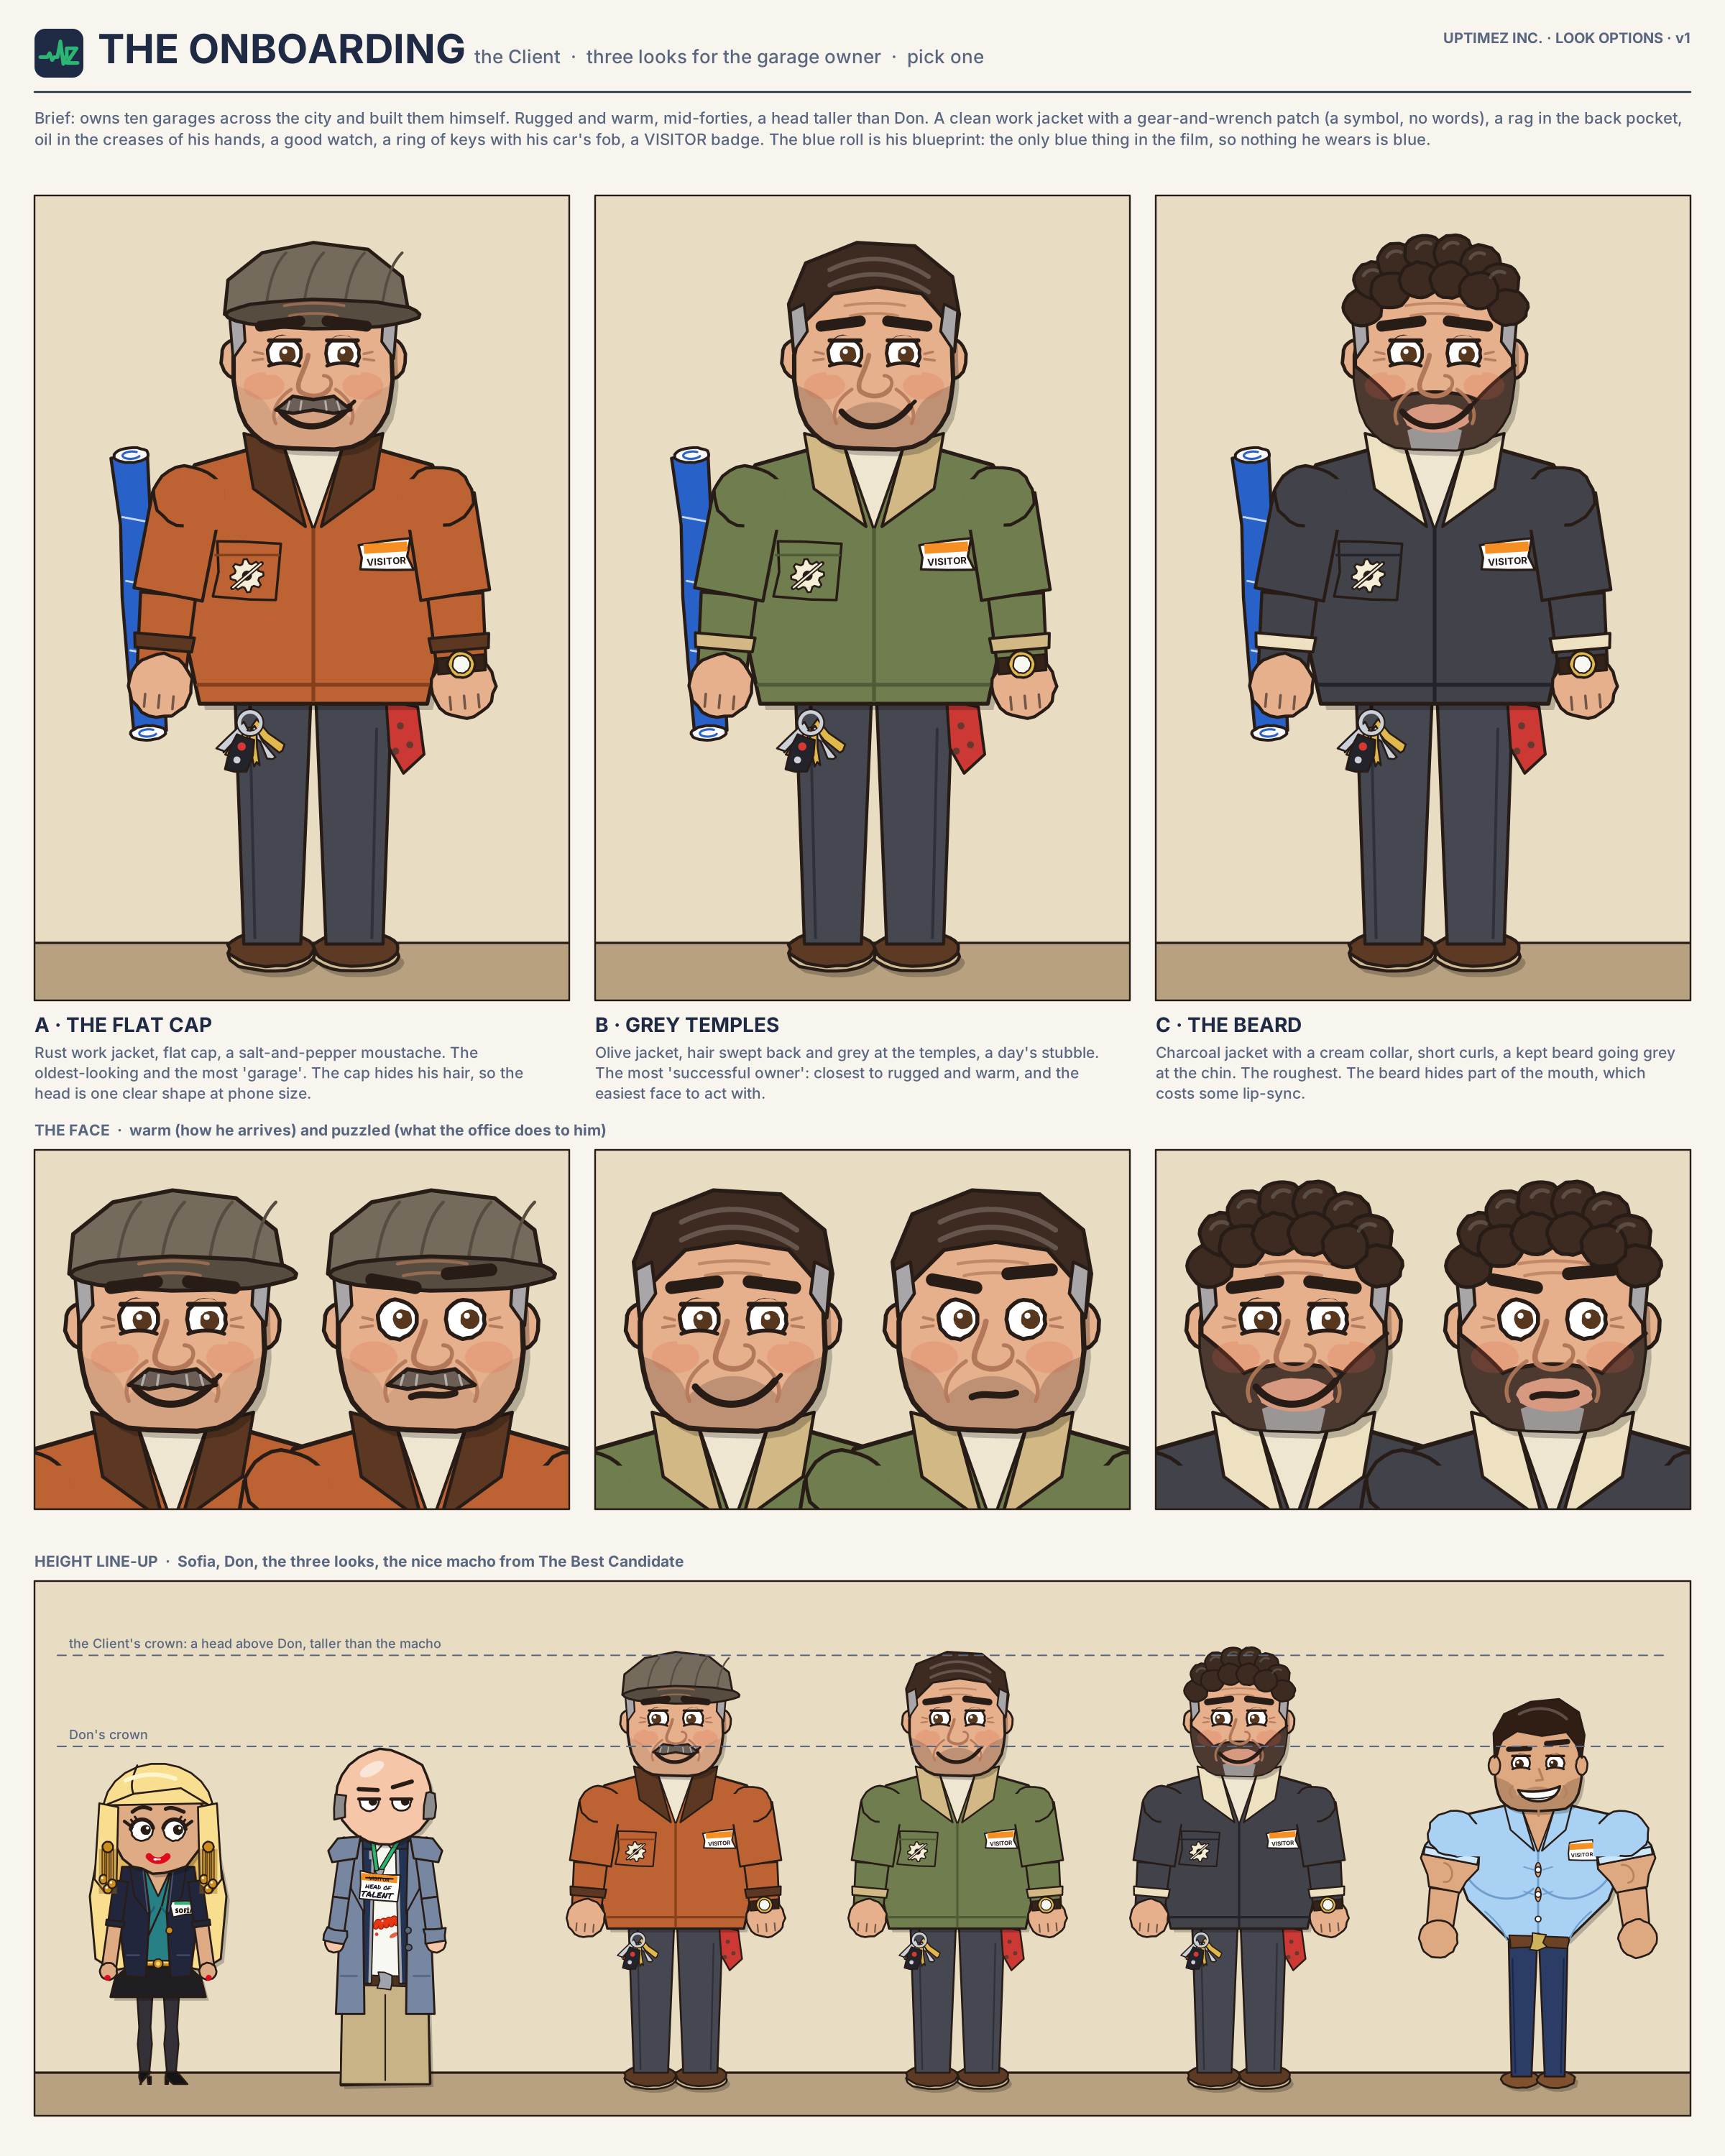 THE ONBOARDING the Client · three looks for the garage owner · pick one
UPTIMEZ INC. · LOOK OPTIONS · v1
Brief: owns ten garages across the city and built them himself. Rugged and warm, mid-forties, a head taller than Don. A clean work jacket with a gear-and-wrench patch (a symbol, no words), a rag in the back pocket,
oil in the creases of his hands, a good watch, a ring of keys with his car's fob, a VISITOR badge. The blue roll is his blueprint: the only blue thing in the film, so nothing he wears is blue.
VISITOR
VISITOR
VISITOR
A · THE FLAT CAP
Rust work jacket, flat cap, a salt-and-pepper moustache. The
oldest-looking and the most 'garage'. The cap hides his hair, so the
head is one clear shape at phone size.
B · GREY TEMPLES
Olive jacket, hair swept back and grey at the temples, a day's stubble.
The most 'successful owner': closest to rugged and warm, and the
easiest face to act with.
C · THE BEARD
Charcoal jacket with a cream collar, short curls, a kept beard going grey
at the chin. The roughest. The beard hides part of the mouth, which
costs some lip-sync.
THE FACE · warm (how he arrives) and puzzled (what the office does to him)
HEIGHT LINE-UP · Sofia, Don, the three looks, the nice macho from The Best Candidate
the Client's crown: a head above Don, taller than the macho
Don's crown
HEAD OF
TALENT
VISITOR
VISITOR
VISITOR
VISITOR